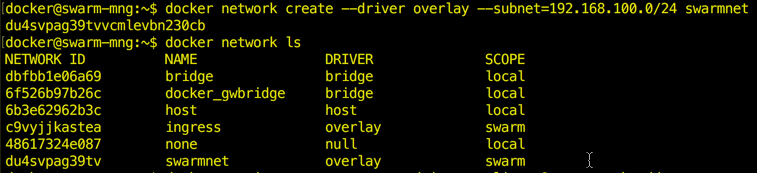 docker@swarm-mng:~$ docker network create --driver overlay --subnet=192.168.100.0/24 swarmnet
du4svpag39tvvcmlevbn230cb
docker@swarm-mng:~$ docker network ls
NETWORK ID NAME DRIVER SCOPE
dbfbb1e06a69 bridge bridge local
6f526b97b26c docker_gwbridge bridge local
6b3e62962b3c host host local
c9vyjjkastea ingress overlay swarm
48617324e087 none null local
du4svpag39tv swarmnet overlay swarm